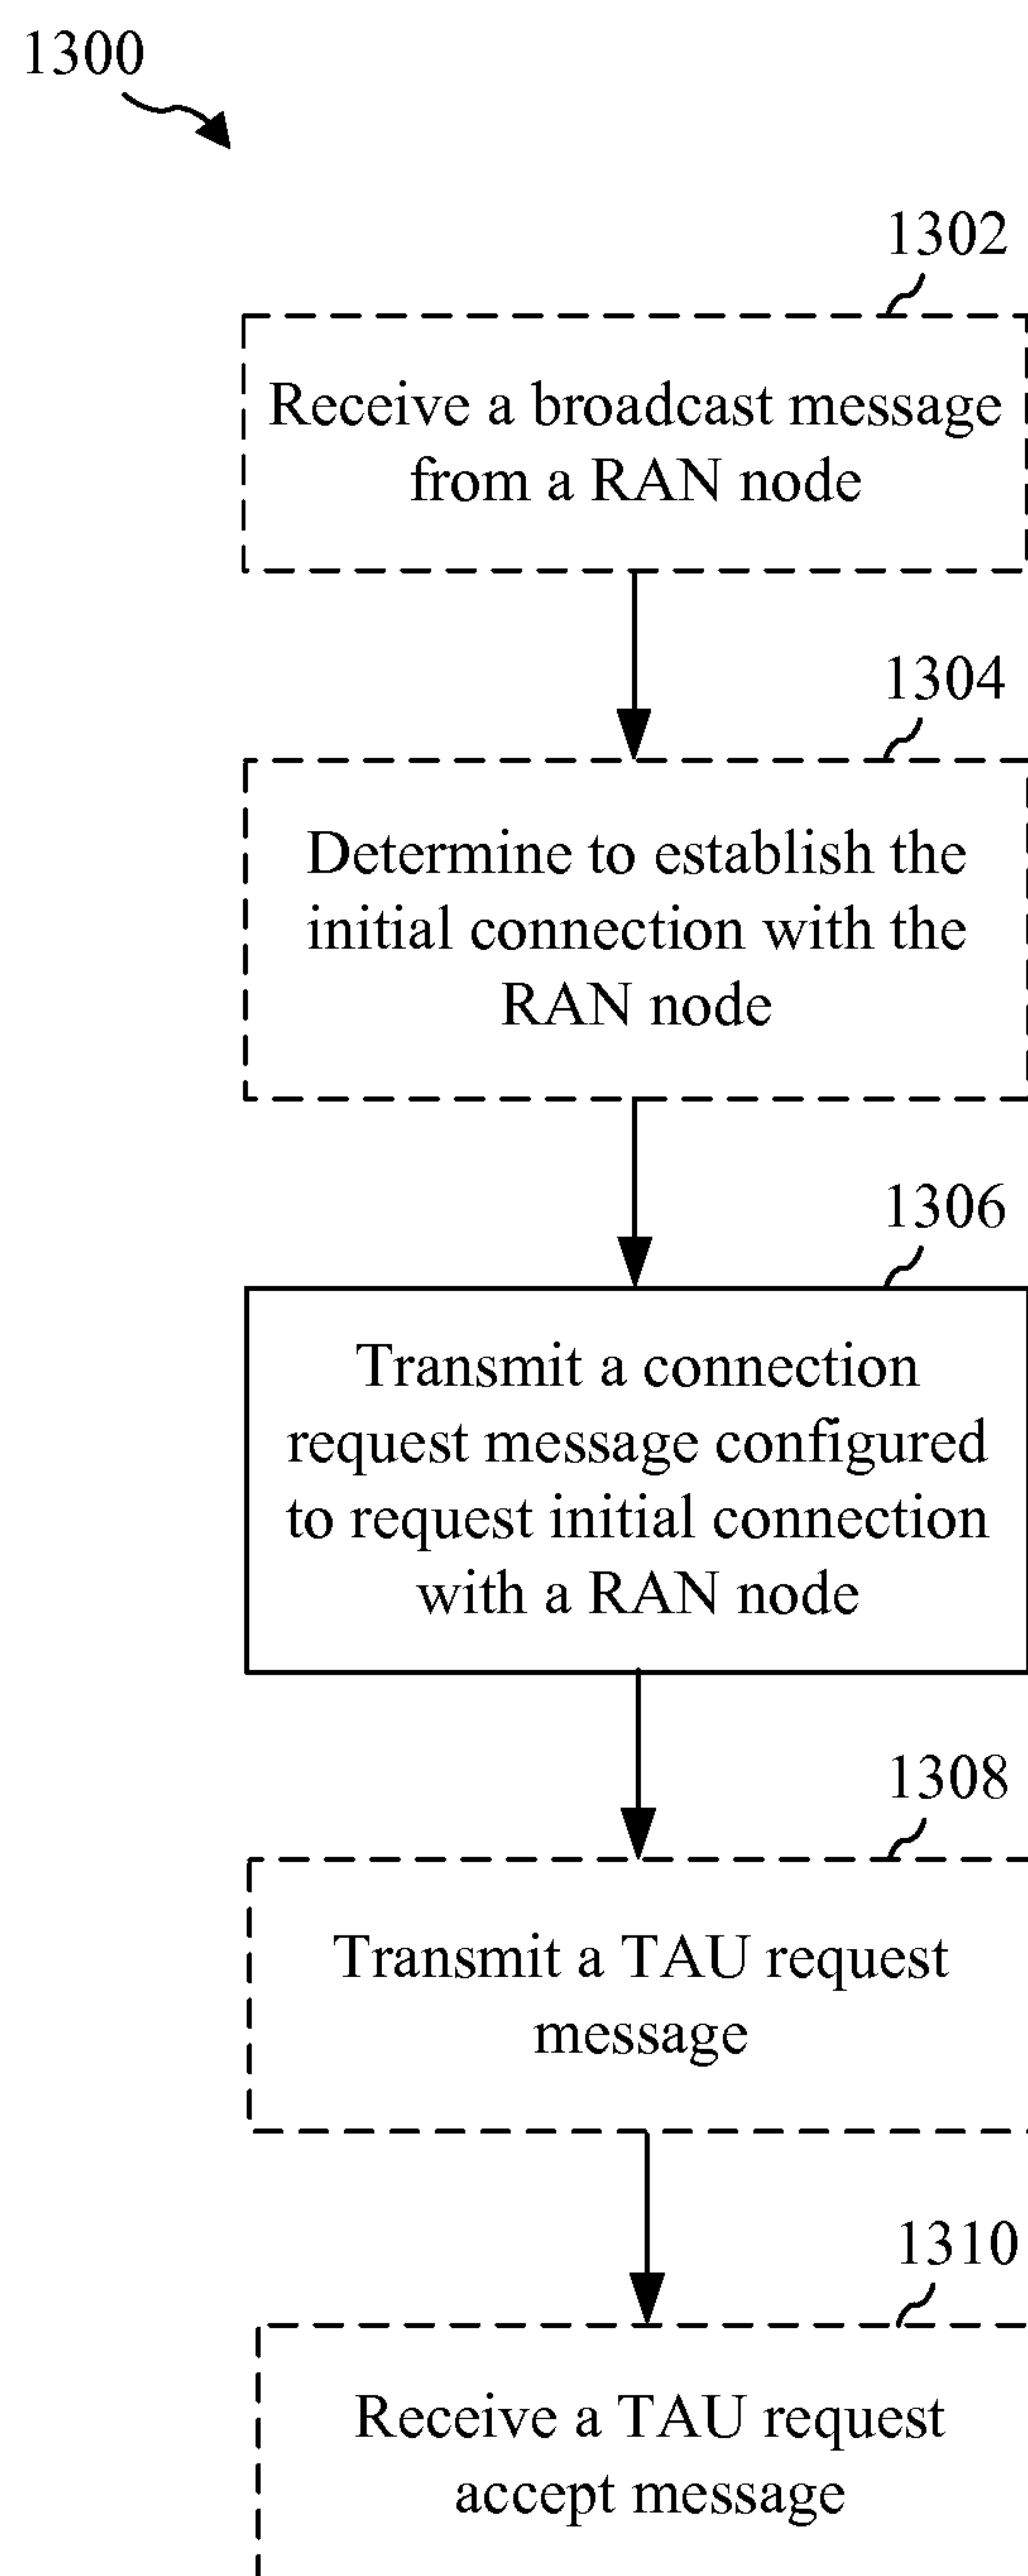 1300
1302
Receive a broadcast message
from a RAN node
1304
Determine to establish the
initial connection with the
RAN node
1306
Transmit a connection
request message configured
to request initial connection
with a RAN node
1308
Transmit a TAU request
message
1310
Receive a TAU request
accept message